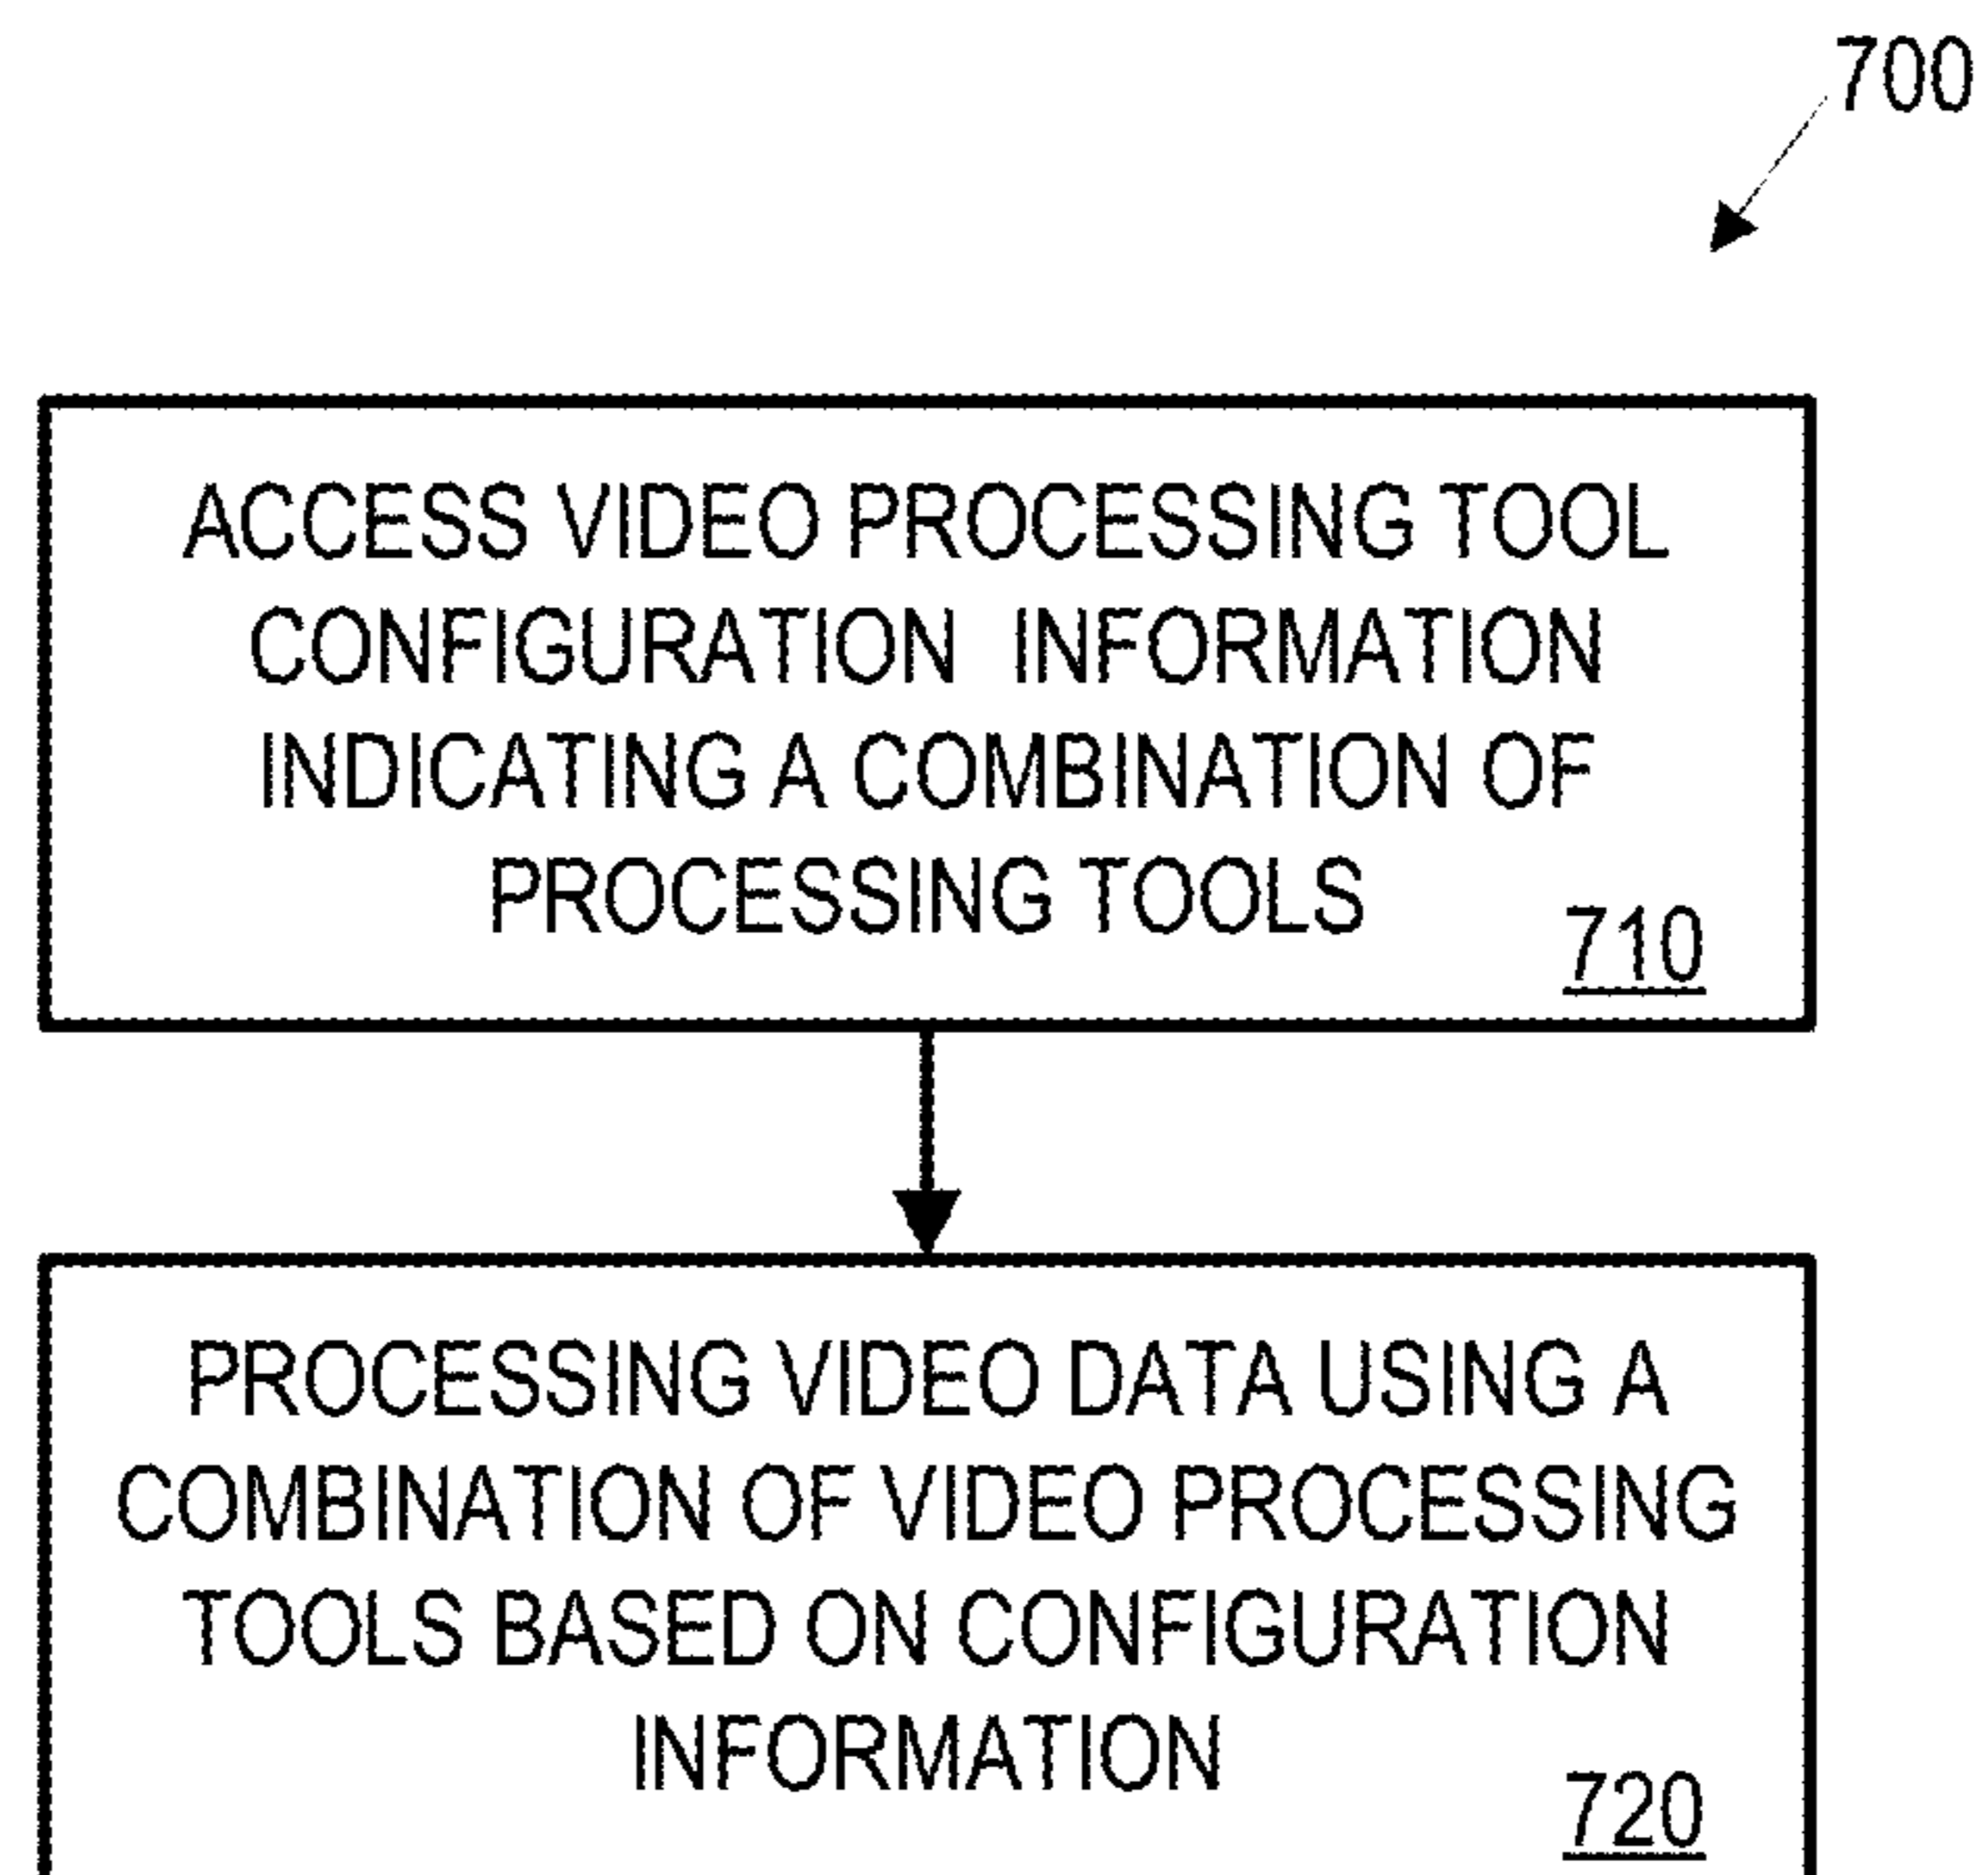 700
ACCESS VIDEO PROCESSING TOOL
CONFIGURATION INFORMATION
INDICATING A COMBINATION OF
PROCESSING TOOLS
710
PROCESSING VIDEO DATA USING A
COMBINATION OF VIDEO PROCESSING
TOOLS BASED ON CONFIGURATION
INFORMATION
720